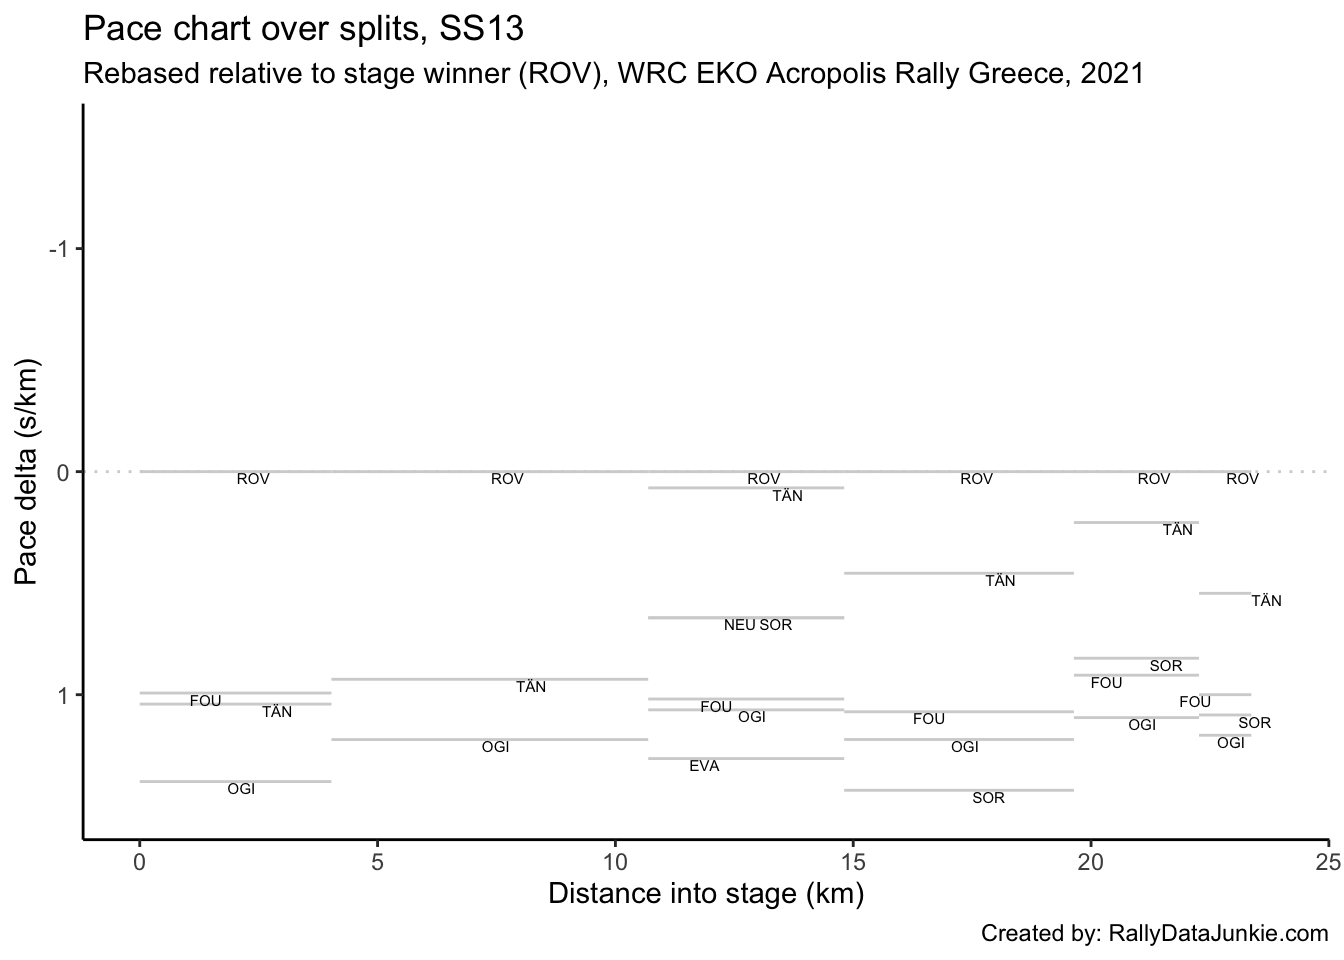 Pace chart over splits, SS13
Rebased relative to stage winner (ROV), WRC EKO Acropolis Rally Greece, 2021
Pace delta (s/km)
-1
0
1
ROV ROV ROV ROV ROV ROV
TÄN
TÄN
TÄN
TÄN
NEU SOR
SOR
TÄN
FOU
FOU
FOU
FOU
TÄN
OGI
FOU
SOR
OGI
OGI
OGI
OGI
EVA
OGI
SOR
0 5 10 15 20 25
Distance into stage (km)
Created by: RallyDataJunkie.com